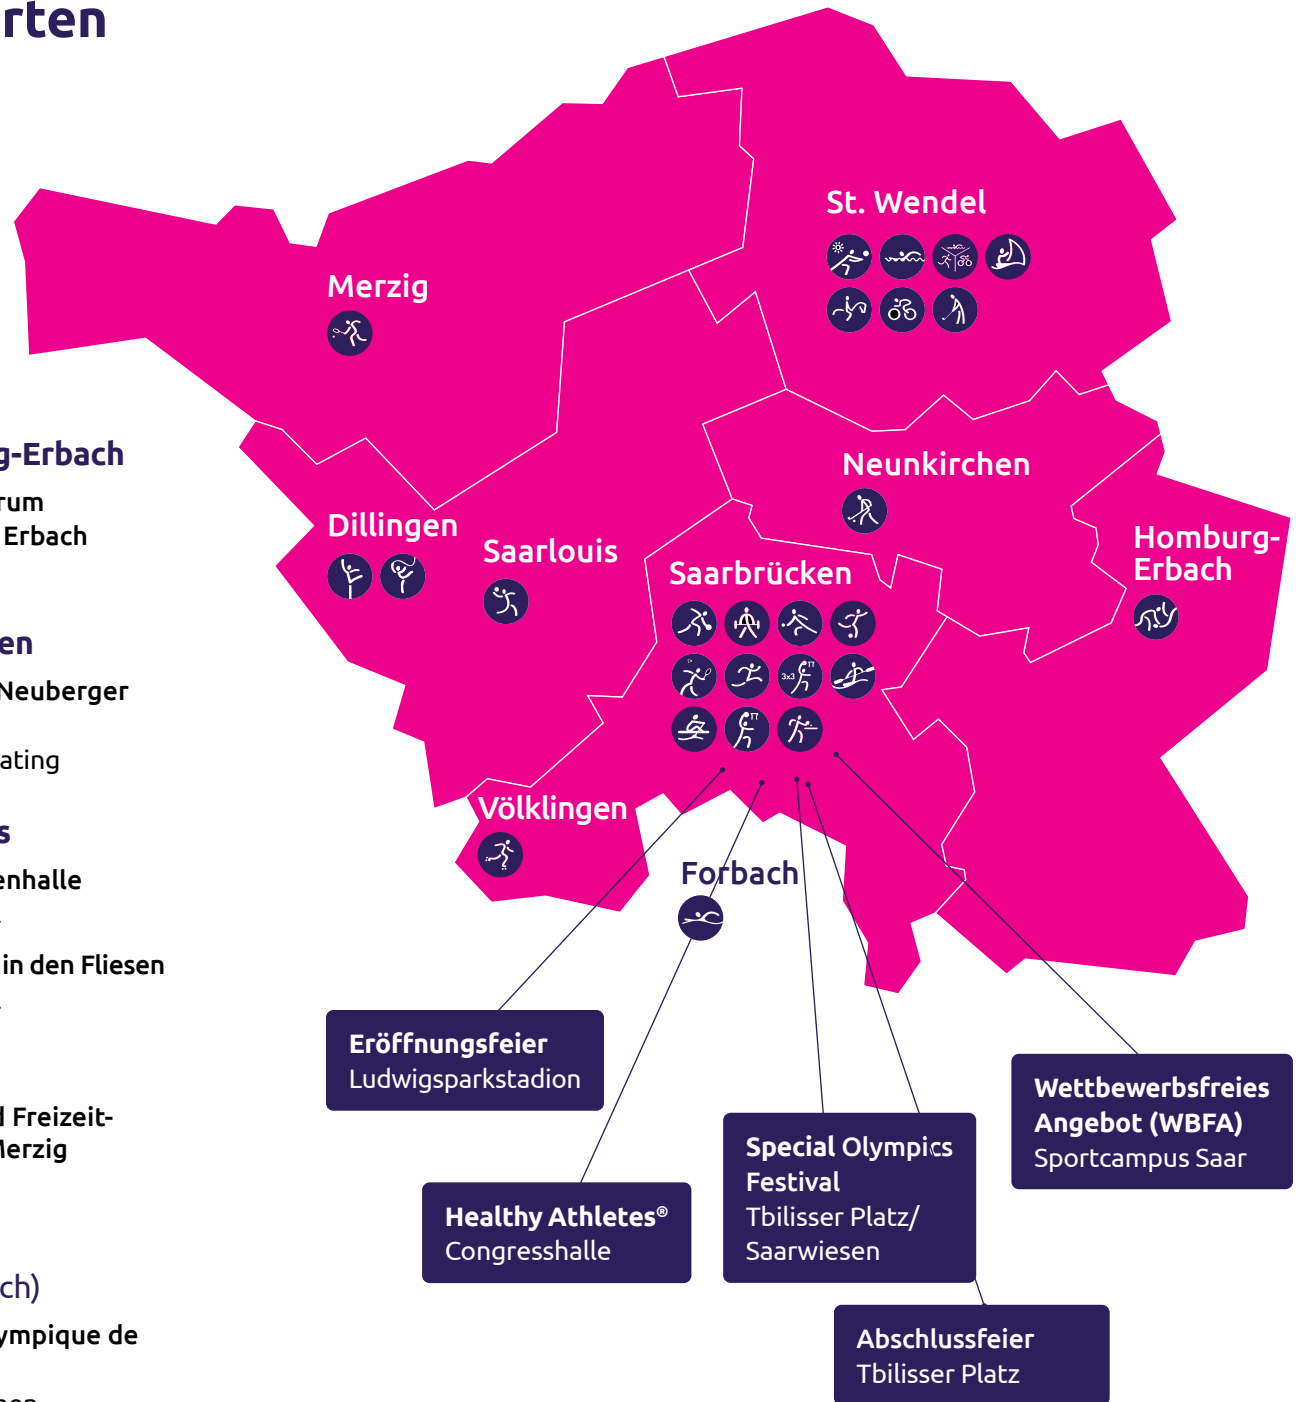 rten
g-Erbach
rum
Erbach
en
Neuberger
ating
s
enhalle
in den Fliesen
d Freizeit-
Merzig
ch)
ympique de
St. Wendel
Merzig
Neunkirchen
Homburg-
Erbach
Dillingen
Saarlouis
Saarbrücken
3x3
Völklingen
Forbach
Eröffnungsfeier
Ludwigsparkstadion
Healthy Athletes®
Congresshalle
Special Olympics
Festival
Tbilisser Platz/
Saarwiesen
Wettbewerbsfreies
Angebot (WBFA)
Sportcampus Saar
Abschlussfeier
Tbilisser Platz